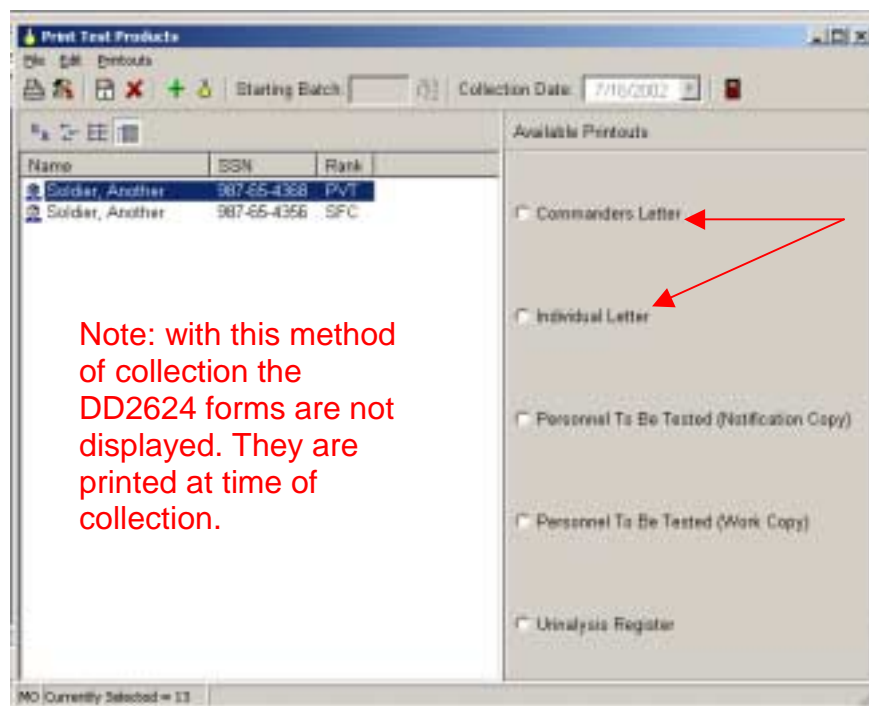 Print Test Products
File Edit Printouts
Starting Batch: Collection Date: 7/16/2002
Available Printouts
Name SSN Rank
Soldier, Another 987-65-4368 PVT
Soldier, Another 987-65-4356 SFC
Commanders Letter
Individual Letter
Note: with this method
of collection the
DD2624 forms are not
displayed. They are
printed at time of
collection.
Personnel To Be Tested (Notification Copy)
Personnel To Be Tested (Work Copy)
Urinalysis Register
MO Currently Selected = 13